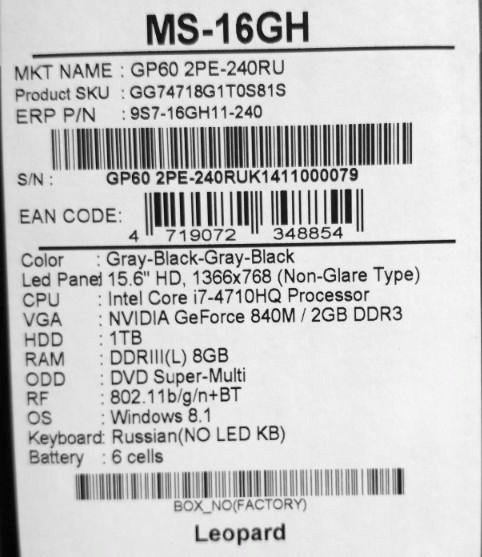 MS-16GH
MKT NAME : GP60 2PE-240RU
Product SKU : GG74718G1T0S81S
ERP P/N : 9S7-16GH11-240
S/N : GP60 2PE-240RUK1411000079
EAN CODE: 4 719072 348854
Color : Gray-Black-Gray-Black
Led Panel 15.6" HD, 1366x768 (Non-Glare Type)
CPU : Intel Core i7-4710HQ Processor
VGA : NVIDIA GeForce 840M / 2GB DDR3
HDD : 1TB
RAM : DDRIII(L) 8GB
ODD : DVD Super-Multi
RF : 802.11b/g/n+BT
OS : Windows 8.1
Keyboard: Russian(NO LED KB)
Battery : 6 cells
BOX_NO(FACTORY)
Leopard